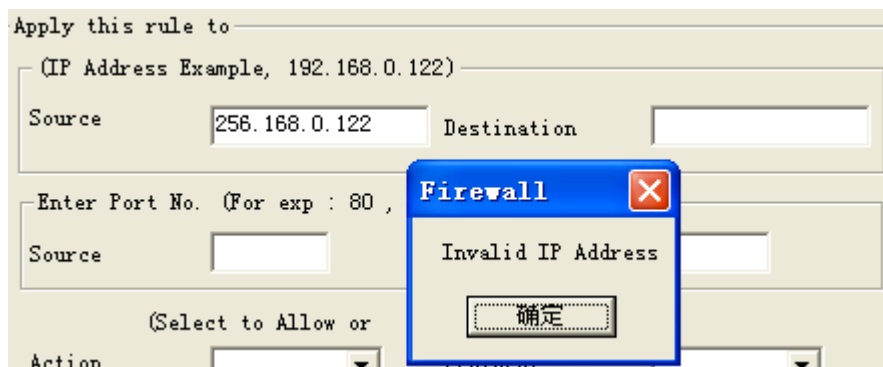 Apply this rule to
(IP Address Example, 192.168.0.122)
Source
256.168.0.122
Destination
Enter Port No. (For exp : 80 ,
Firewall
Invalid IP Address
Source
确定
(Select to Allow or
Action